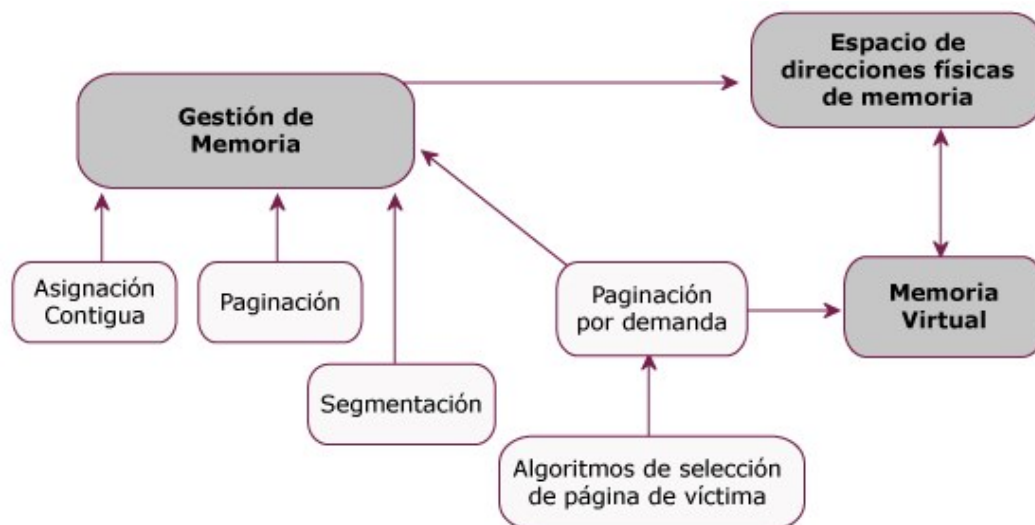 Gestión de
Memoria
Espacio de
direcciones físicas
de memoria
Asignación
Contigua
Paginación
Segmentación
Paginación
por demanda
Memoria
Virtual
Algoritmos de selección
de página de víctima